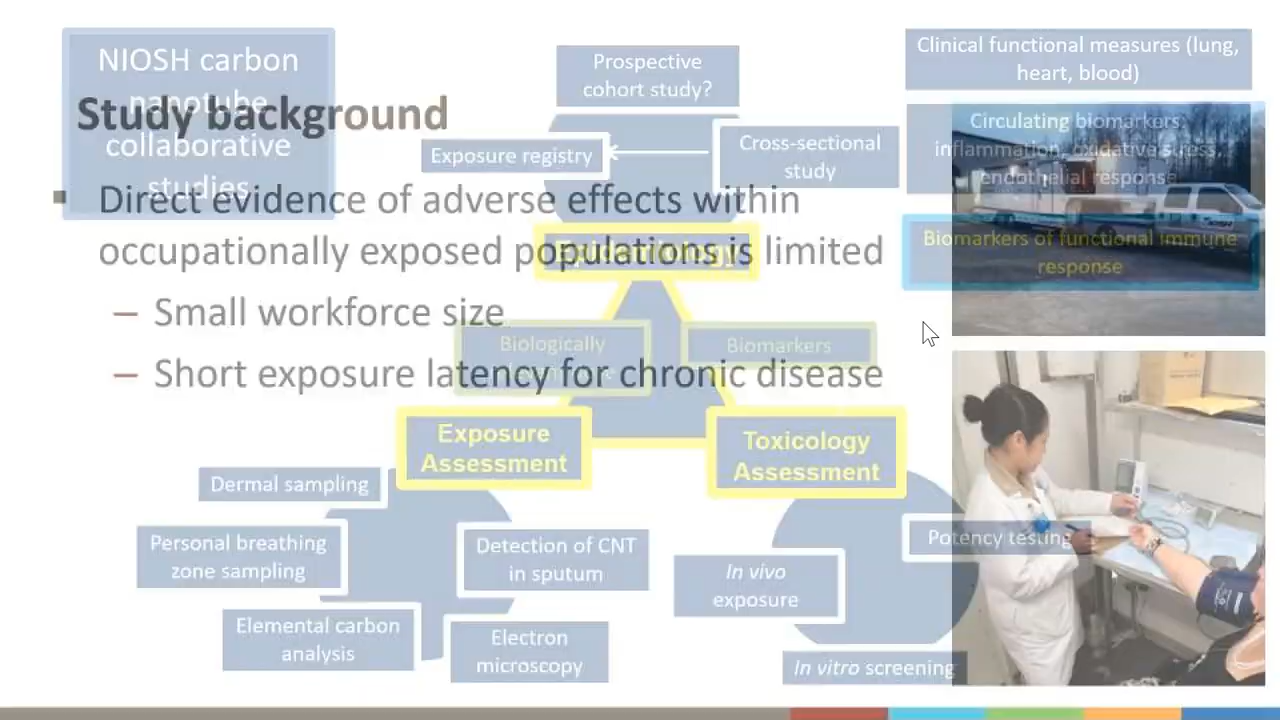 NIOSH carbon
nanotube
collaborative
studies
Study background
Direct evidence of adverse effects within
occupationally exposed populations is limited
– Small workforce size
– Short exposure latency for chronic disease
Prospective
cohort study?
Exposure registry
Cross-sectional
study
Epidemiology
Clinical functional measures (lung,
heart, blood)
Circulating biomarkers:
inflammation, oxidative stress,
endothelial response
Biomarkers of functional immune
response
Biologically
Biomarkers
Exposure
Assessment
Toxicology
Assessment
Dermal sampling
Personal breathing
zone sampling
Detection of CNT
in sputum
Elemental carbon
analysis
Electron
microscopy
Potency testing
In vivo
exposure
In vitro screening